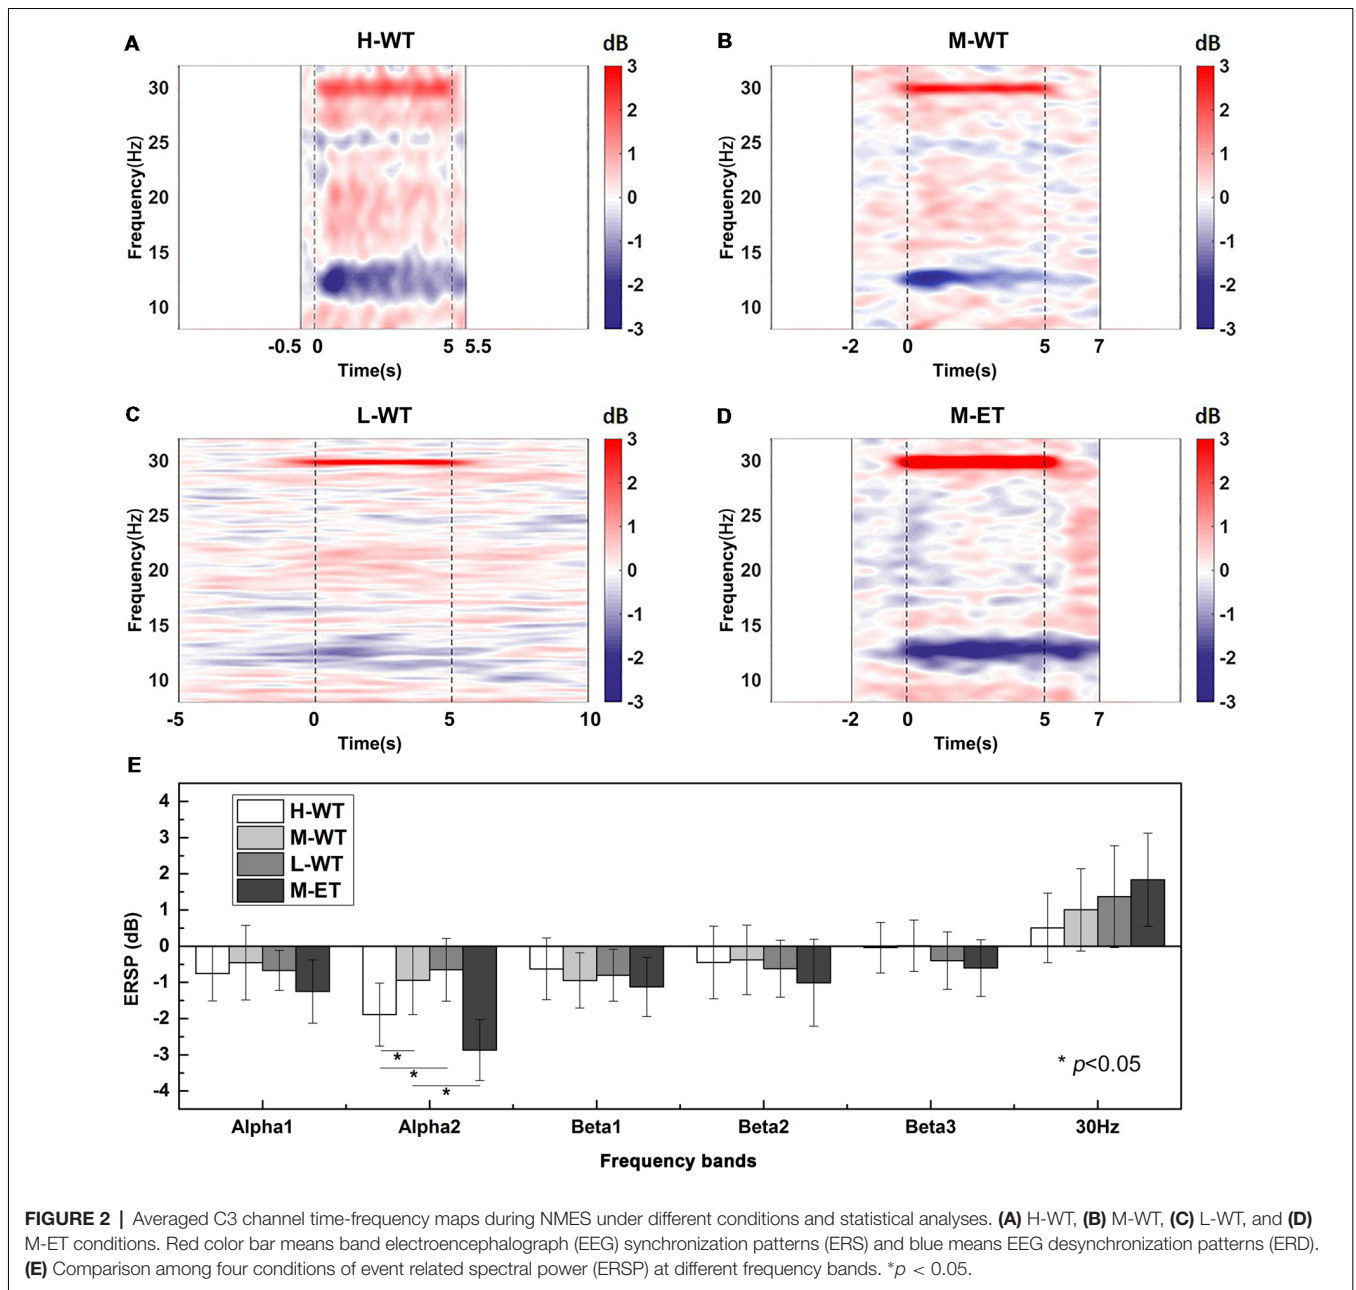 A
H-WT
dB
Frequency(Hz)
30
25
20
15
10
3
2
1
0
-1
-2
-3
-0.5 0 5 5.5
Time(s)
B
M-WT
dB
Frequency(Hz)
30
25
20
15
10
3
2
1
0
-1
-2
-3
-2 0 5 7
Time(s)
C
L-WT
dB
Frequency(Hz)
30
25
20
15
10
3
2
1
0
-1
-2
-3
-5 0 5 10
Time(s)
D
M-ET
dB
Frequency(Hz)
30
25
20
15
10
3
2
1
0
-1
-2
-3
-2 0 5 7
Time(s)
E
ERSP (dB)
4
3
2
1
0
-1
-2
-3
-4
H-WT
M-WT
L-WT
M-ET
*
*
*
* p<0.05
Alpha1 Alpha2 Beta1 Beta2 Beta3 30Hz
Frequency bands
FIGURE 2 | Averaged C3 channel time-frequency maps during NMES under different conditions and statistical analyses. (A) H-WT, (B) M-WT, (C) L-WT, and (D)
M-ET conditions. Red color bar means band electroencephalograph (EEG) synchronization patterns (ERS) and blue means EEG desynchronization patterns (ERD).
(E) Comparison among four conditions of event related spectral power (ERSP) at different frequency bands. *p < 0.05.